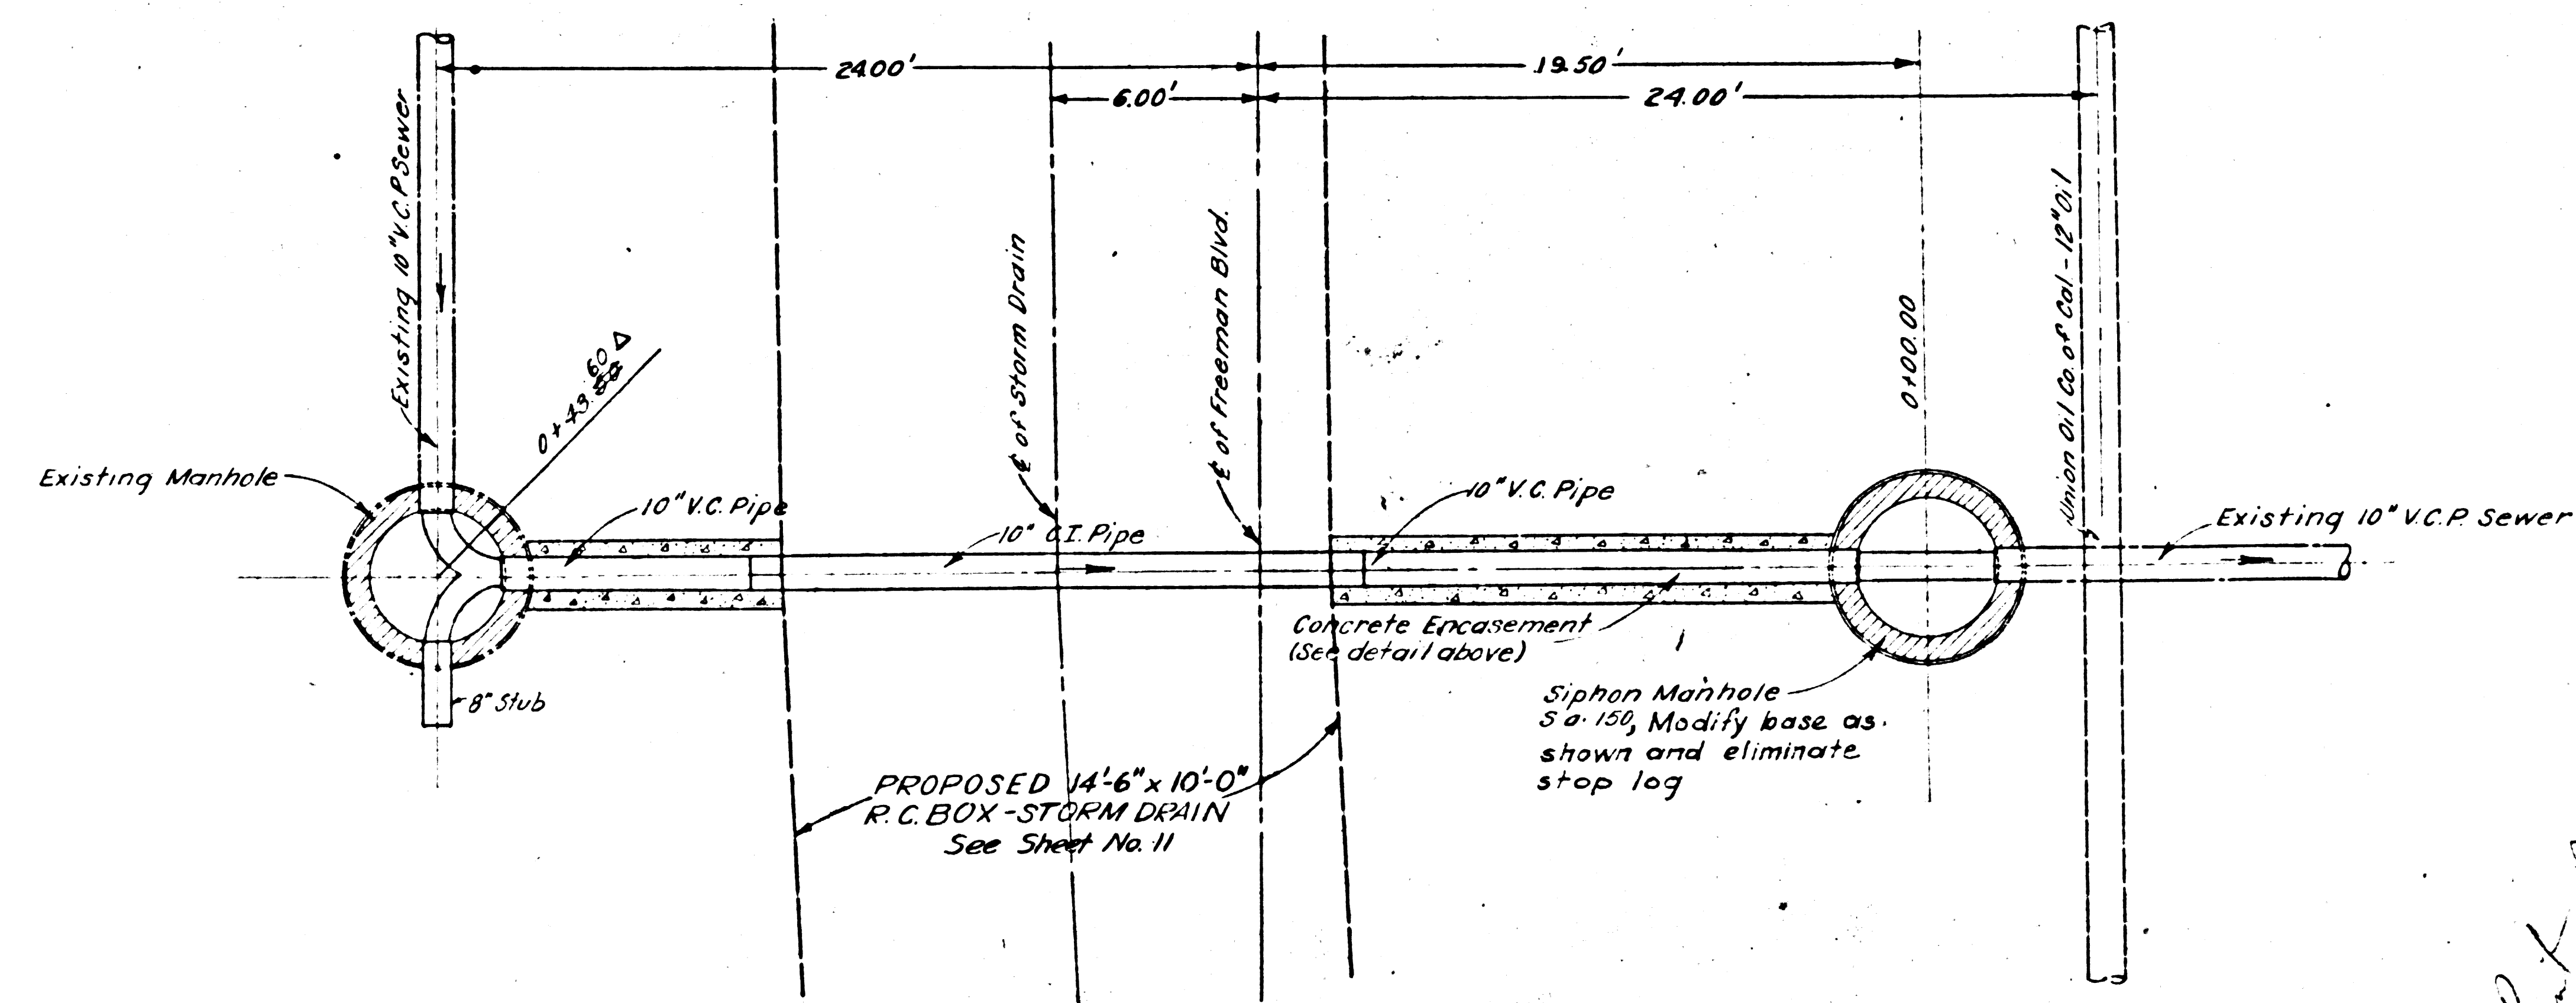 24.00'
19.50'
6.00'
24.00'
Existing 10" V.C.P Sewer
℄ of Storm Drain
℄ of Freeman Blvd.
0+00.00
Union Oil Co. of Cal - 12" Oil
60 Δ
0+43.
Existing Manhole
10" V.C. Pipe
10" C.I. Pipe
10" V.C. Pipe
Existing 10" V.C.P. Sewer
8" Stub
Concrete Encasement
(See detail above)
Siphon Manhole
S a. 150, Modify base as
shown and eliminate
stop log
PROPOSED 14'-6" x 10'-0"
R.C. BOX - STORM DRAIN
See Sheet No. 11